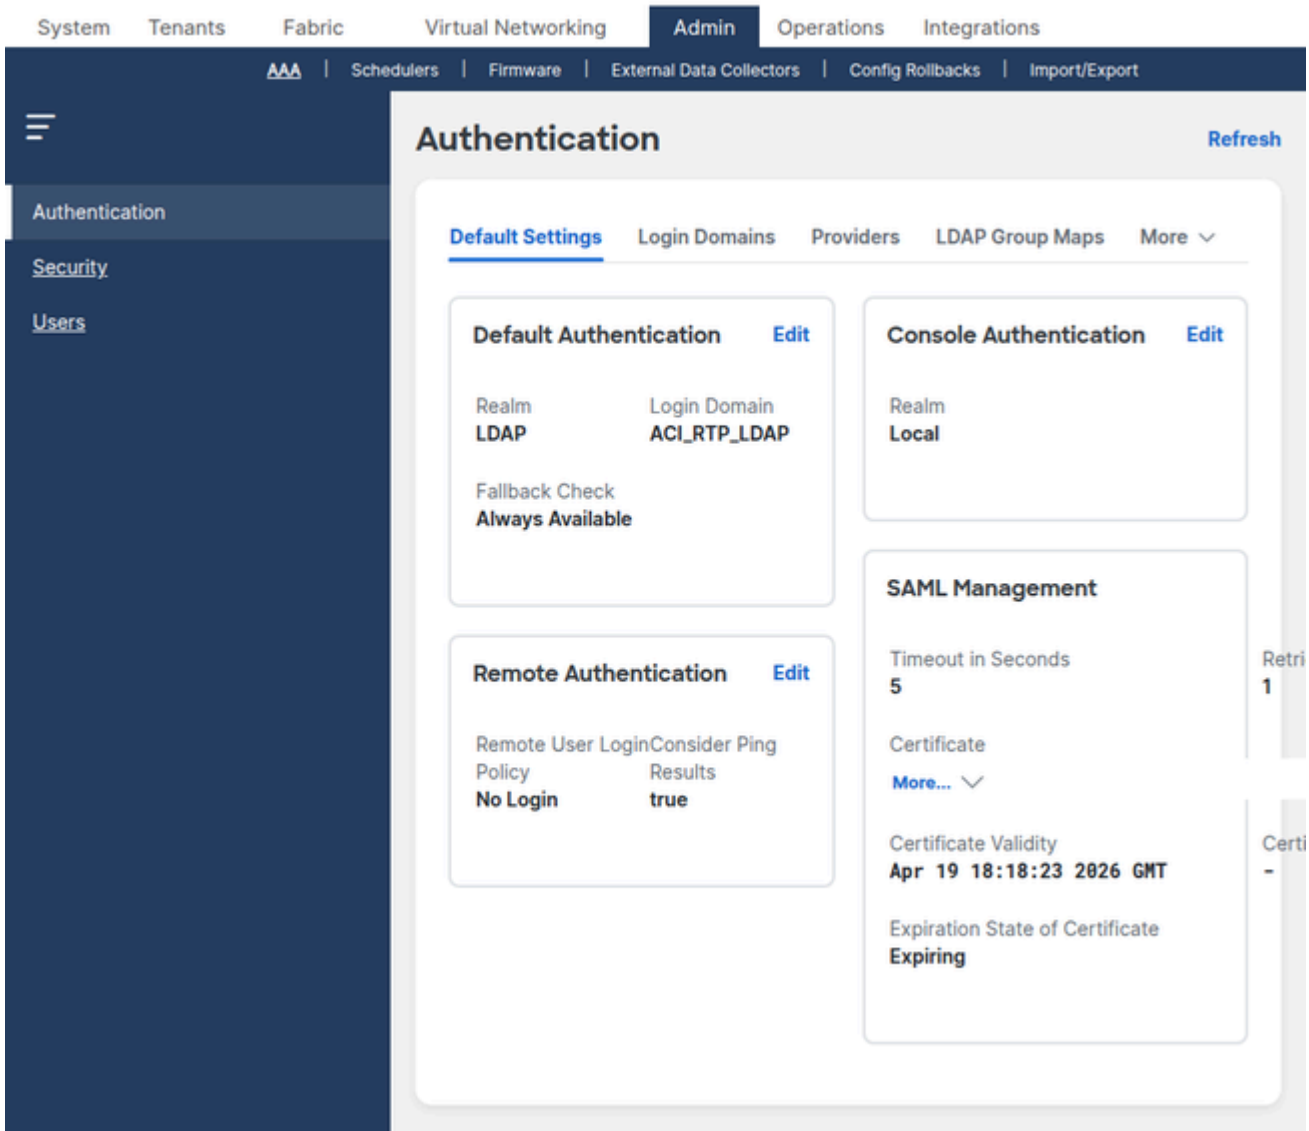 System Tenants Fabric Virtual Networking Admin Operations Integrations
AAA | Schedulers | Firmware | External Data Collectors | Config Rollbacks | Import/Export
Authentication
Security
Users
Authentication
Refresh
Default Settings Login Domains Providers LDAP Group Maps More
Default Authentication Edit
Realm Login Domain
LDAP ACI_RTP_LDAP
Fallback Check
Always Available
Remote Authentication Edit
Remote User Login Consider Ping
Policy Results
No Login true
Console Authentication Edit
Realm
Local
SAML Management
Timeout in Seconds Retri
5 1
Certificate
More...
Certificate Validity Certi
Apr 19 18:18:23 2026 GMT -
Expiration State of Certificate
Expiring